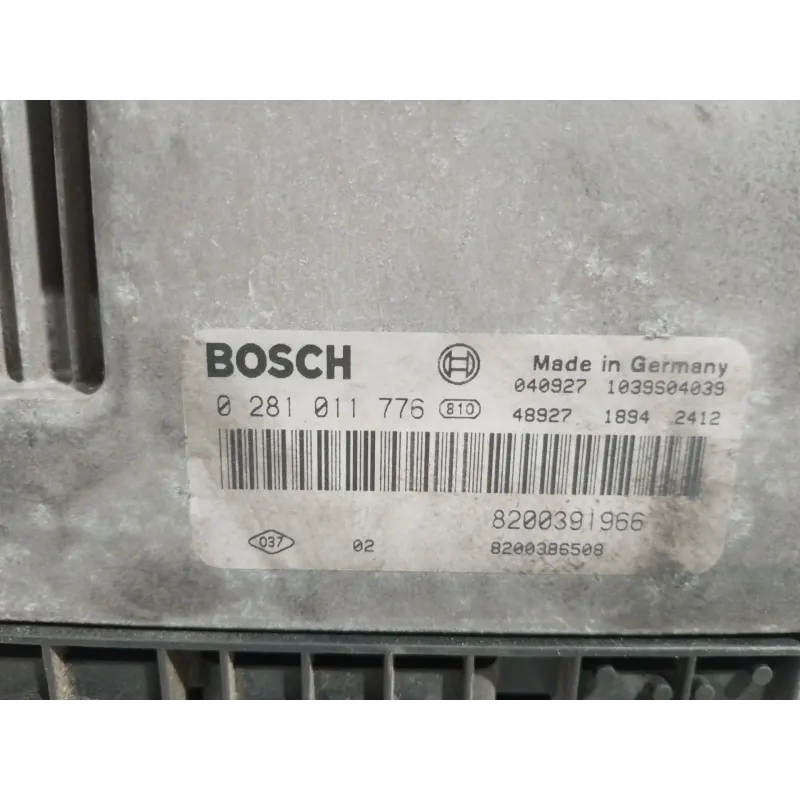 BOSCH
Made in Germany
040927 1039S04039
0 281 011 776 810
48927 1894 2412
8200391966
037 02 8200386508